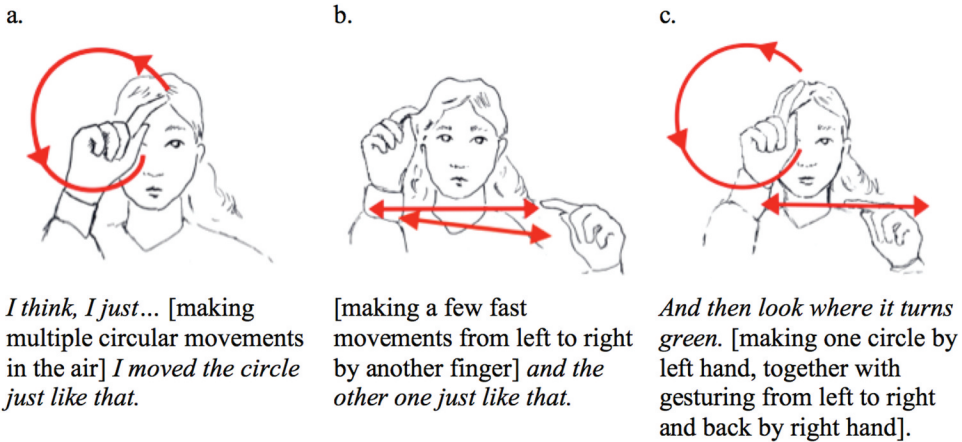 a.
b.
c.
I think, I just… [making
multiple circular movements
in the air] I moved the circle
just like that.
[making a few fast
movements from left to right
by another finger] and the
other one just like that.
And then look where it turns
green. [making one circle by
left hand, together with
gesturing from left to right
and back by right hand].